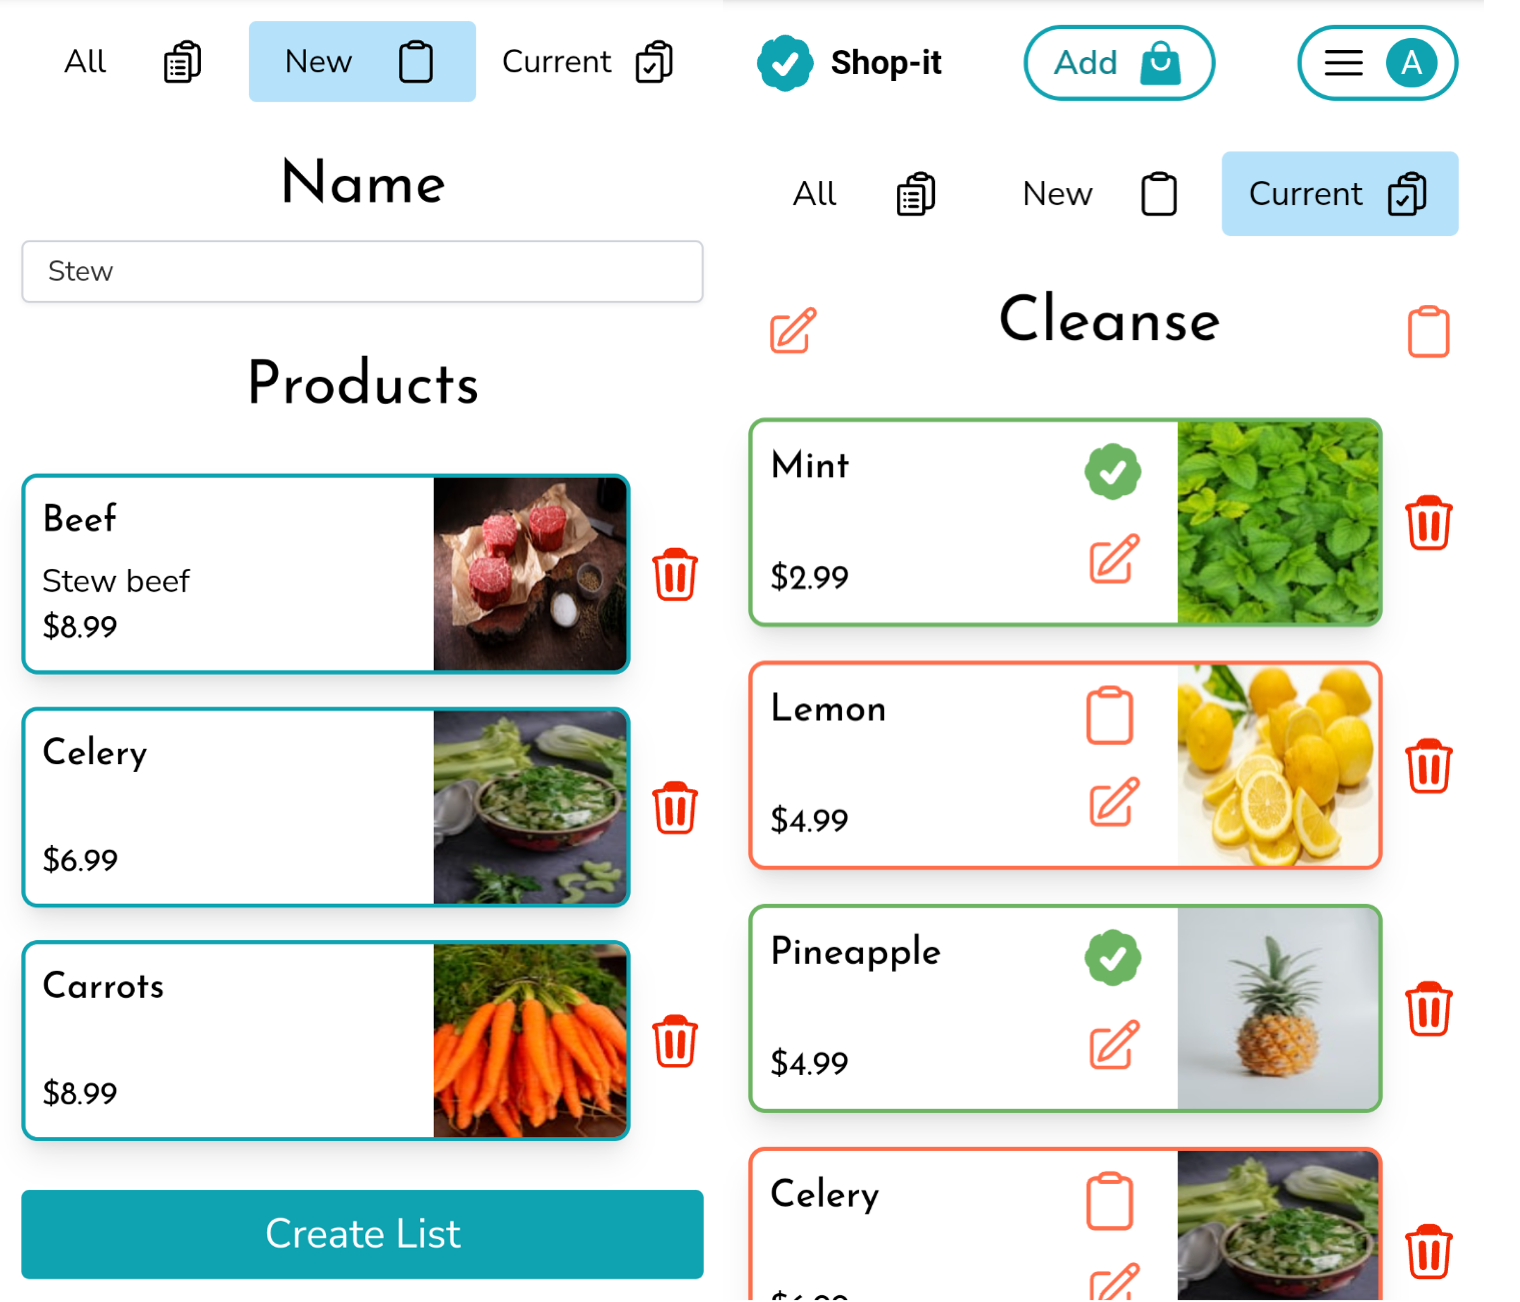 All
New
Current
Name
Stew
Products
Beef
Stew beef
$8.99
Celery
$6.99
Carrots
$8.99
Create List
Shop-it
Add
A
All
New
Current
Cleanse
Mint
$2.99
Lemon
$4.99
Pineapple
$4.99
Celery